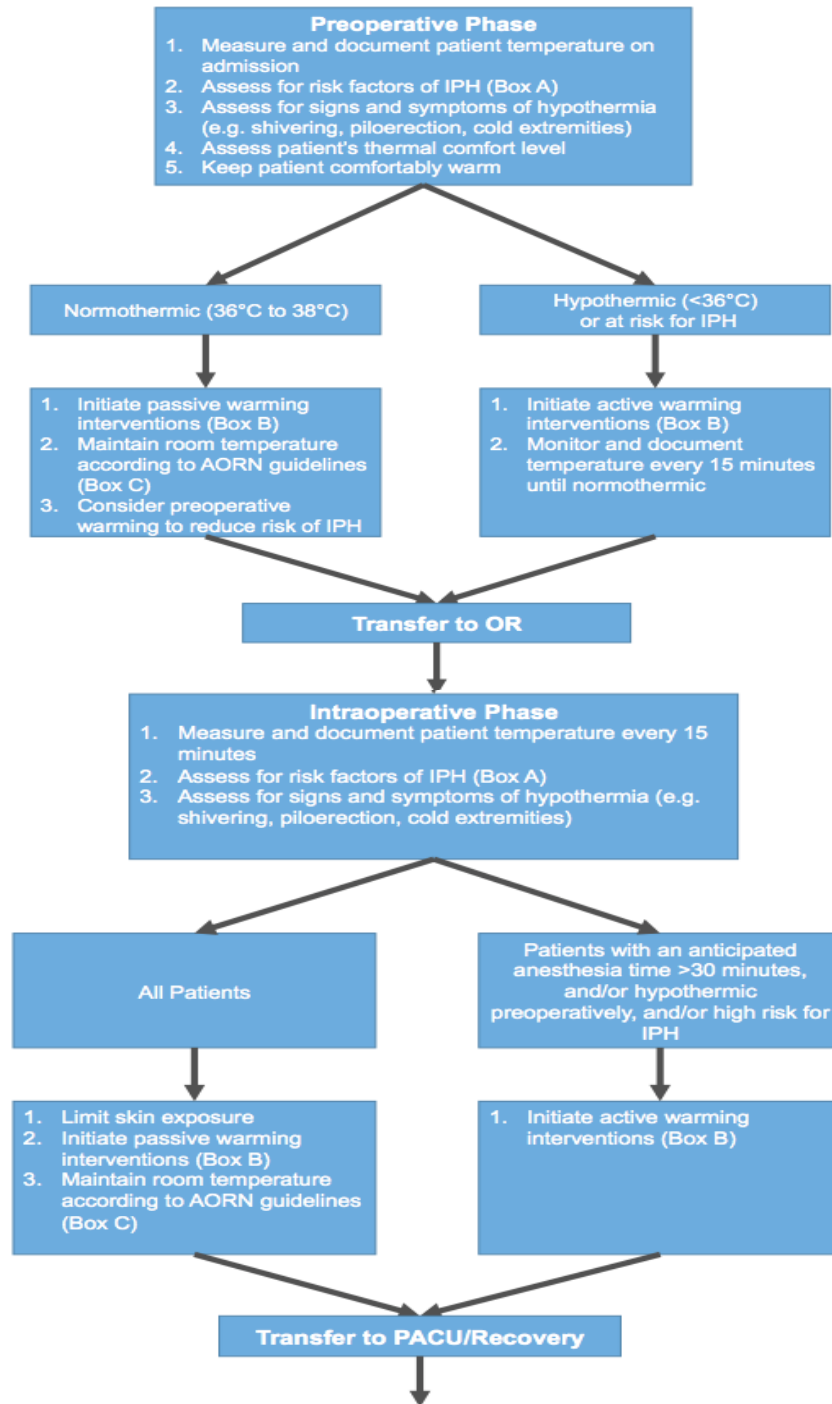 Preoperative Phase
1. Measure and document patient temperature on
admission
2. Assess for risk factors of IPH (Box A)
3. Assess for signs and symptoms of hypothermia
(e.g. shivering, piloerection, cold extremities)
4. Assess patient's thermal comfort level
5. Keep patient comfortably warm
Normothermic (36°C to 38°C)
Hypothermic (<36°C)
or at risk for IPH
1. Initiate passive warming
interventions (Box B)
2. Maintain room temperature
according to AORN guidelines
(Box C)
3. Consider preoperative
warming to reduce risk of IPH
1. Initiate active warming
interventions (Box B)
2. Monitor and document
temperature every 15 minutes
until normothermic
Transfer to OR
Intraoperative Phase
1. Measure and document patient temperature every 15
minutes
2. Assess for risk factors of IPH (Box A)
3. Assess for signs and symptoms of hypothermia (e.g.
shivering, piloerection, cold extremities)
All Patients
Patients with an anticipated
anesthesia time >30 minutes,
and/or hypothermic
preoperatively, and/or high risk for
IPH
1. Limit skin exposure
2. Initiate passive warming
interventions (Box B)
3. Maintain room temperature
according to AORN guidelines
(Box C)
1. Initiate active warming
interventions (Box B)
Transfer to PACU/Recovery